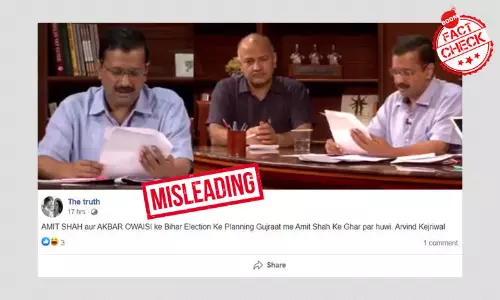 BOOM
FACT
CHECK
MISLEADING
The truth
17 hrs
AMIT SHAH aur AKBAR OWAISI ke Bihar Election Ke Planning Gujraat me Amit Shah Ke Ghar par huwi. Arvind Kejriwal
3
1 comment
Share